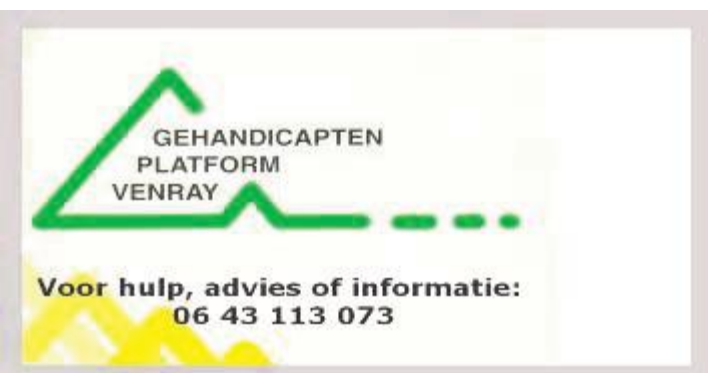 GEHANDICAPTEN
PLATFORM
VENRAY
Voor hulp, advies of informatie:
06 43 113 073